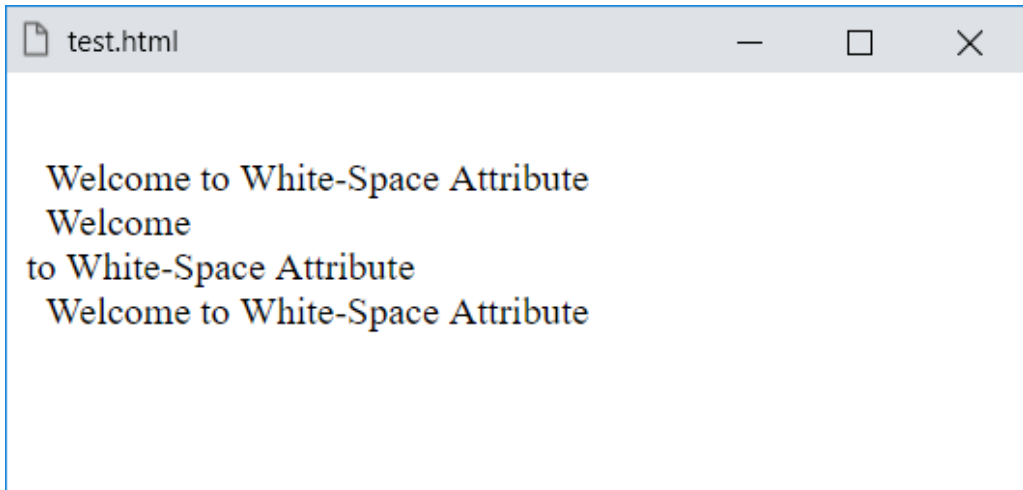 test.html
Welcome to White-Space Attribute
Welcome
to White-Space Attribute
Welcome to White-Space Attribute